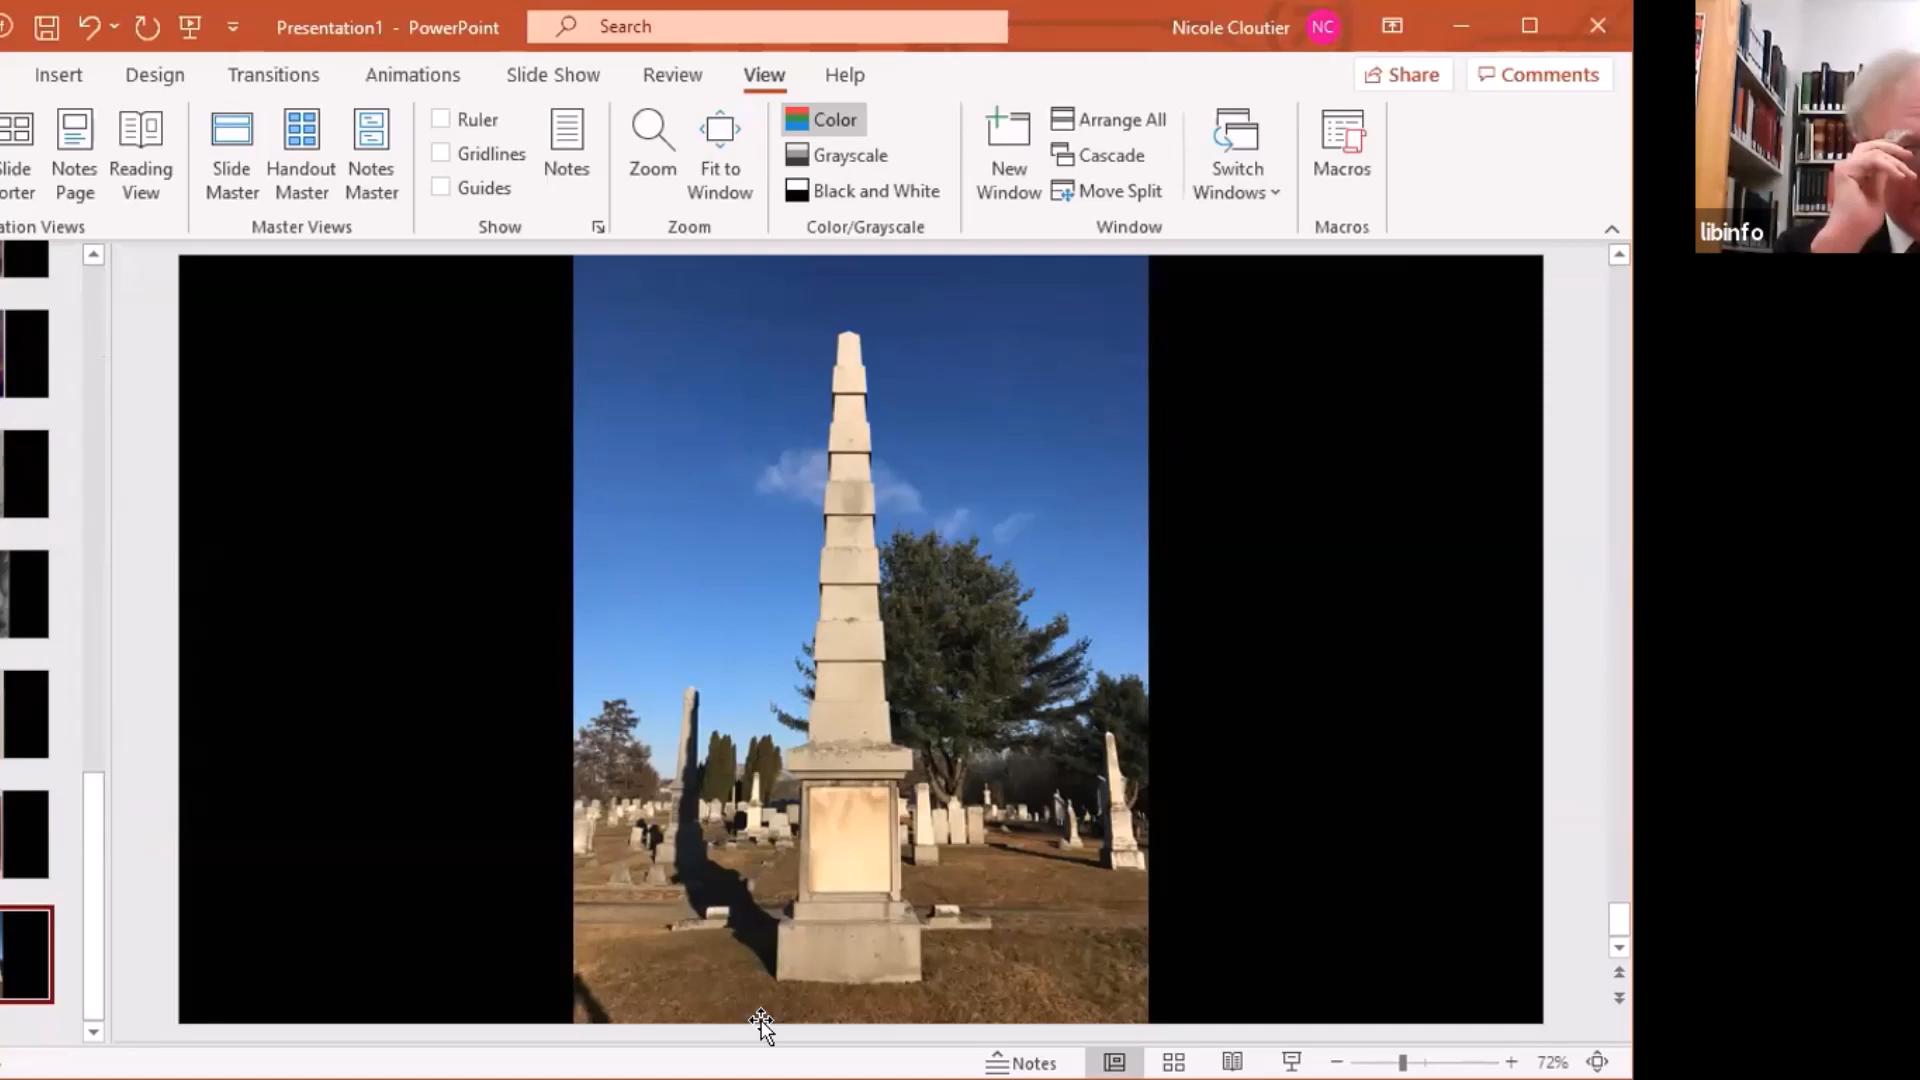 Presentation1 - PowerPoint
Search
Nicole Cloutier
NC
Insert
Design
Transitions
Animations
Slide Show
Review
View
Help
Share
Comments
Notes
Page
Reading
View
Slide
Master
Handout
Master
Notes
Master
Ruler
Gridlines
Guides
Notes
Zoom
Fit to
Window
Color
Grayscale
Black and White
New
Window
Arrange All
Cascade
Move Split
Switch
Windows
Macros
ation Views
Master Views
Show
Zoom
Color/Grayscale
Window
Macros
libinfo
Notes
72%